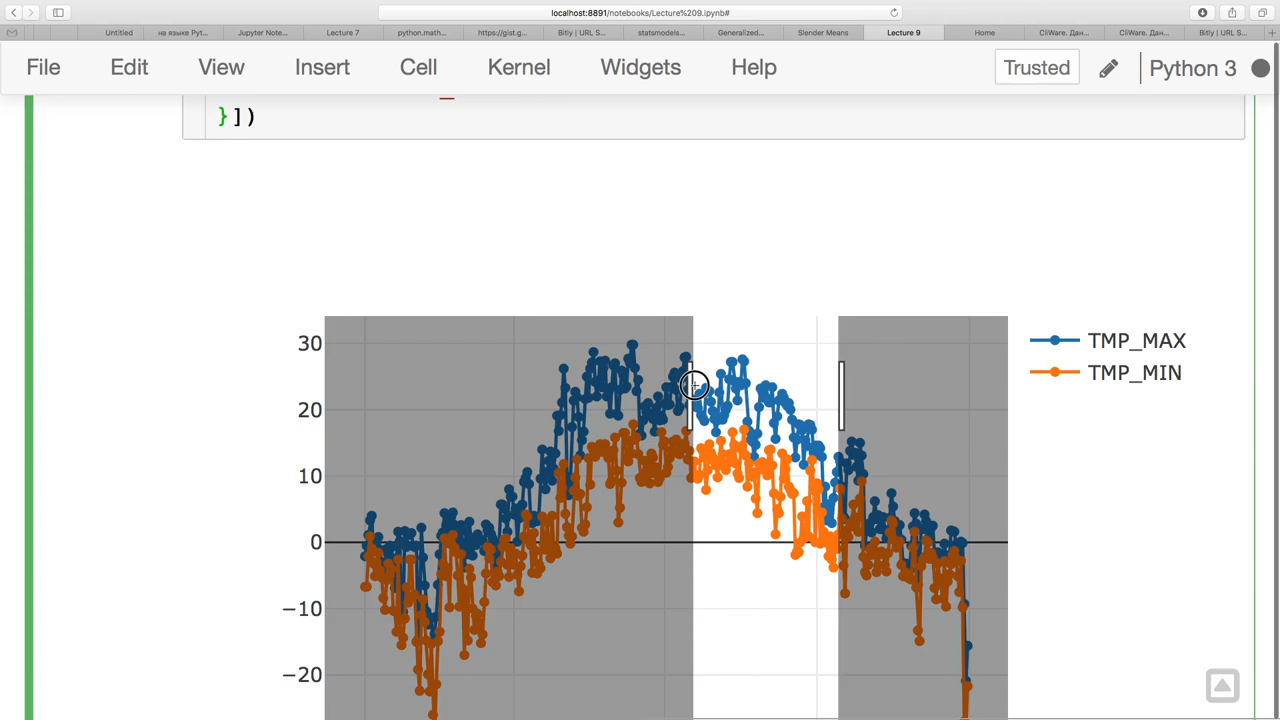 localhost:8891/notebooks/Lecture%209.ipynb#
Untitled
на языке Pyt...
Jupyter Note...
Lecture 7
python.math...
https://gist.g...
Bitly | URL S...
statsmodels...
Generalized...
Slender Means
Lecture 9
Home
CliWare. Дан...
CliWare. Дан...
Bitly | URL S...
File Edit View Insert Cell Kernel Widgets Help Trusted Python 3
}])
30
20
10
0
−10
−20
TMP_MAX
TMP_MIN